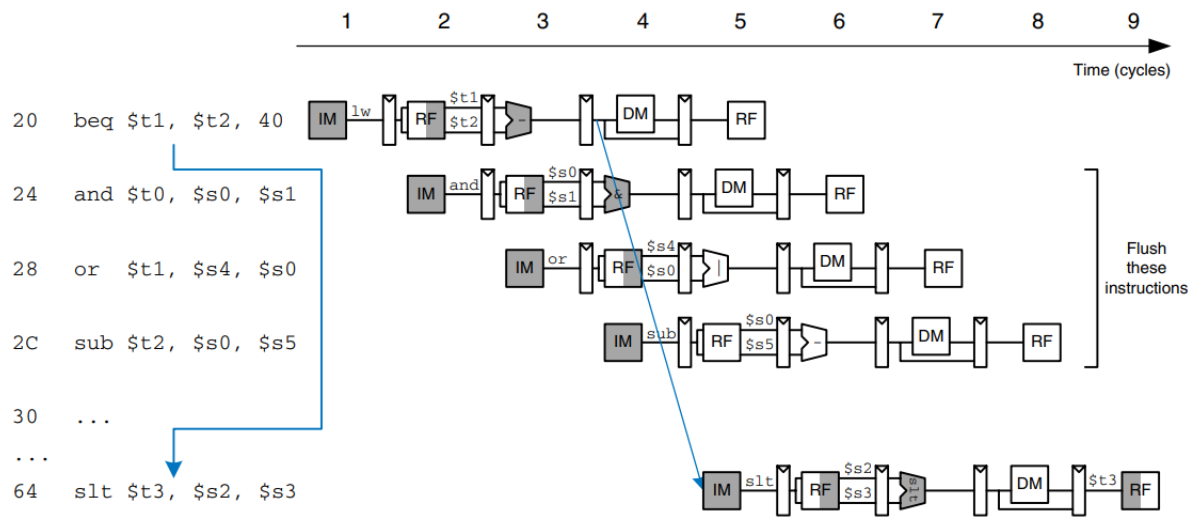 1 2 3 4 5 6 7 8 9
Time (cycles)
20 beq $t1, $t2, 40 IM lw RF $t1 $t2 - DM RF
24 and $t0, $s0, $s1 IM and RF $s0 $s1 & DM RF
28 or $t1, $s4, $s0 IM or RF $s4 $s0 | DM RF
2C sub $t2, $s0, $s5 IM sub RF $s0 $s5 - DM RF
Flush
these
instructions
30 ...
...
64 slt $t3, $s2, $s3 IM slt RF $s2 $s3 slt DM $t3 RF